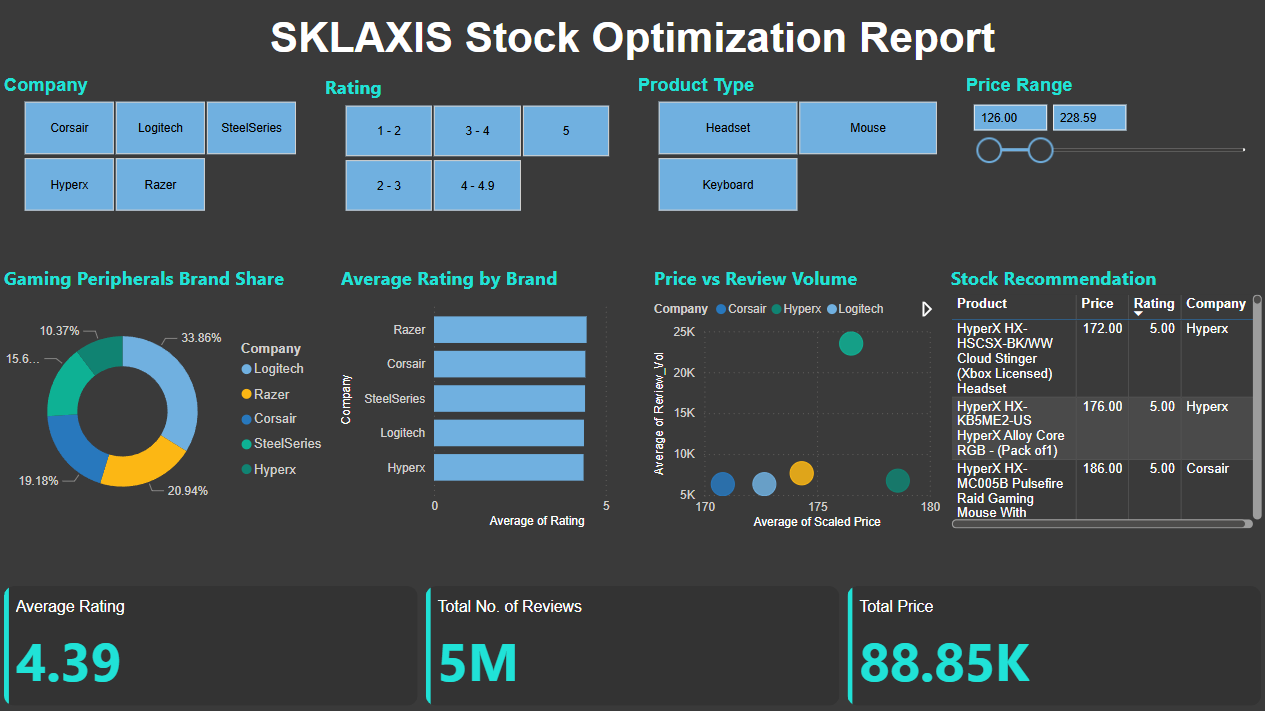 SKLAXIS Stock Optimization Report
Company
Corsair
Logitech
SteelSeries
Hyperx
Razer
Rating
1 - 2
3 - 4
5
2 - 3
4 - 4.9
Product Type
Headset
Mouse
Keyboard
Price Range
126.00
228.59
Gaming Peripherals Brand Share
10.37%
33.86%
15.6...
19.18%
20.94%
Company
Logitech
Razer
Corsair
SteelSeries
Hyperx
Average Rating by Brand
Company
Razer
Corsair
SteelSeries
Logitech
Hyperx
0
5
Average of Rating
Price vs Review Volume
Company Corsair Hyperx Logitech
Average of Review_Vol
25K
20K
15K
10K
5K
170
175
180
Average of Scaled Price
Stock Recommendation
Product Price Rating Company
HyperX HX- 172.00 5.00 Hyperx
HSCSX-BK/WW
Cloud Stinger
(Xbox Licensed)
Headset
HyperX HX- 176.00 5.00 Hyperx
KB5ME2-US
HyperX Alloy Core
RGB - (Pack of1)
HyperX HX- 186.00 5.00 Corsair
MC005B Pulsefire
Raid Gaming
Mouse With
Average Rating
4.39
Total No. of Reviews
5M
Total Price
88.85K